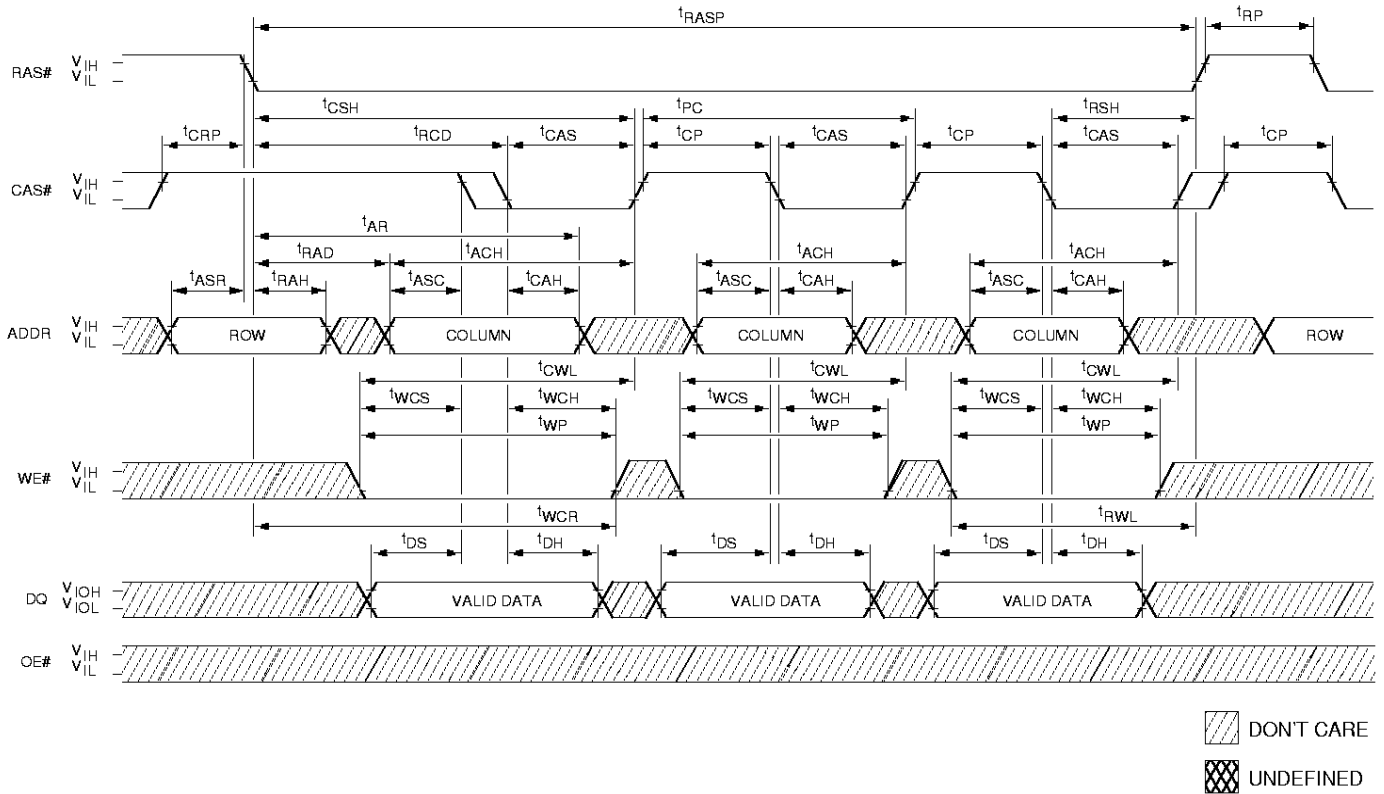 tRASP tRP
RAS# VIH
VIL
tCSH tPC tRSH
tCRP tRCD tCAS tCP tCAS tCP tCAS tCP
CAS# VIH
VIL
tAR
tRAD tACH tACH tACH
tASR tRAH tASC tCAH tASC tCAH tASC tCAH
ADDR VIH
VIL
ROW COLUMN COLUMN COLUMN ROW
tCWL tCWL tCWL
tWCS tWCH tWCS tWCH tWCS tWCH
tWP tWP tWP
WE# VIH
VIL
tWCR tRWL
tDS tDH tDS tDH tDS tDH
DQ VIOH
VIOL
VALID DATA VALID DATA VALID DATA
OE# VIH
VIL
DON'T CARE
UNDEFINED